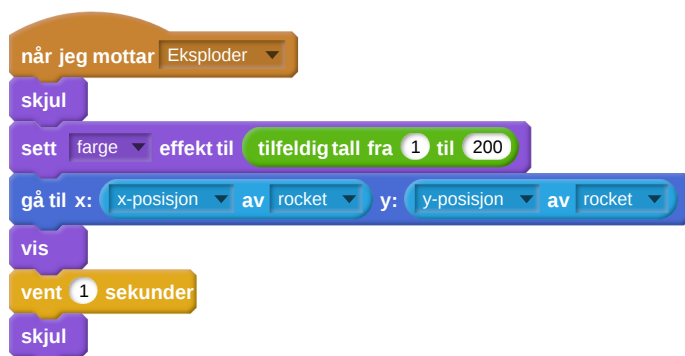 når jeg mottar Eksploder
skjul
sett farge effekt til tilfeldig tall fra 1 til 200
gå til x: x-posisjon av rocket y: y-posisjon av rocket
vis
vent 1 sekunder
skjul